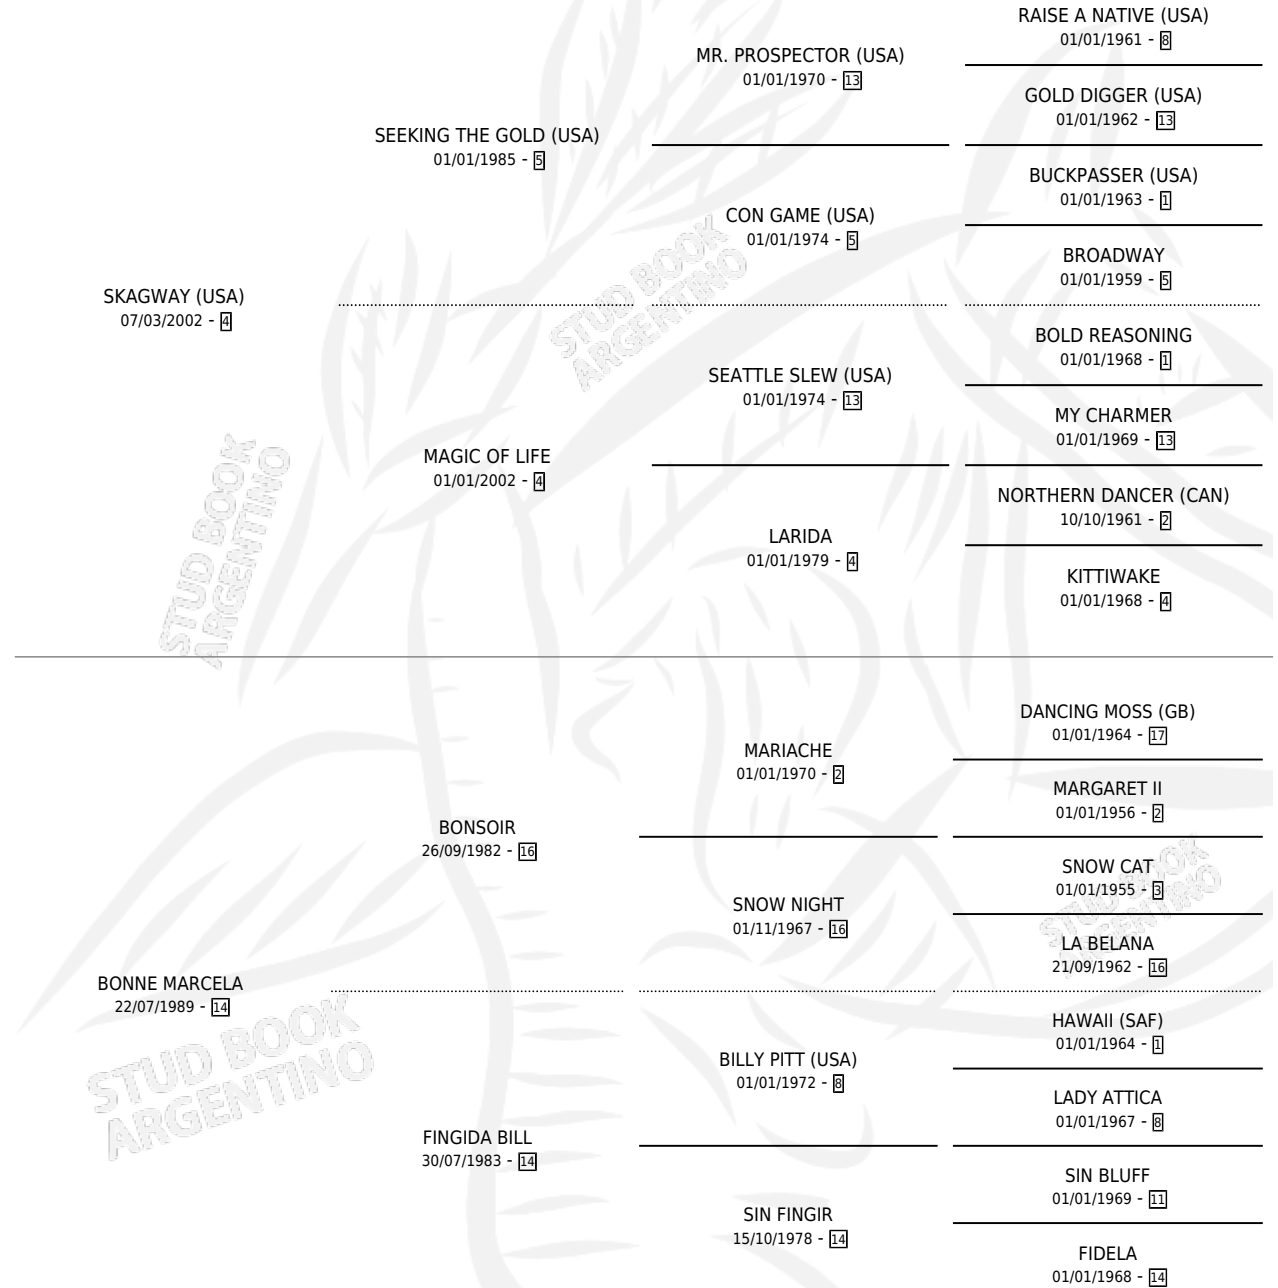 RAISE A NATIVE (USA)
01/01/1961 - 8
MR. PROSPECTOR (USA)
01/01/1970 - 13
GOLD DIGGER (USA)
01/01/1962 - 13
SEEKING THE GOLD (USA)
01/01/1985 - 5
BUCKPASSER (USA)
01/01/1963 - 1
CON GAME (USA)
01/01/1974 - 5
BROADWAY
01/01/1959 - 5
SKAGWAY (USA)
07/03/2002 - 4
STUD BOOK
ARGENTINO
BOLD REASONING
01/01/1968 - 1
SEATTLE SLEW (USA)
01/01/1974 - 13
MY CHARMER
01/01/1969 - 13
MAGIC OF LIFE
01/01/2002 - 4
NORTHERN DANCER (CAN)
10/10/1961 - 2
LARIDA
01/01/1979 - 4
KITTIWAKE
01/01/1968 - 4
STUD BOOK
ARGENTINO
DANCING MOSS (GB)
01/01/1964 - 17
MARIACHE
01/01/1970 - 2
MARGARET II
01/01/1956 - 2
BONSOIR
26/09/1982 - 16
SNOW CAT
01/01/1955 - 3
SNOW NIGHT
01/11/1967 - 16
LA BELANA
21/09/1962 - 16
STUD BOOK
ARGENTINO
BONNE MARCELA
22/07/1989 - 14
HAWAII (SAF)
01/01/1964 - 1
BILLY PITT (USA)
01/01/1972 - 8
LADY ATTICA
01/01/1967 - 8
STUD BOOK
ARGENTINO
FINGIDA BILL
30/07/1983 - 14
SIN BLUFF
01/01/1969 - 11
SIN FINGIR
15/10/1978 - 14
FIDELA
01/01/1968 - 14